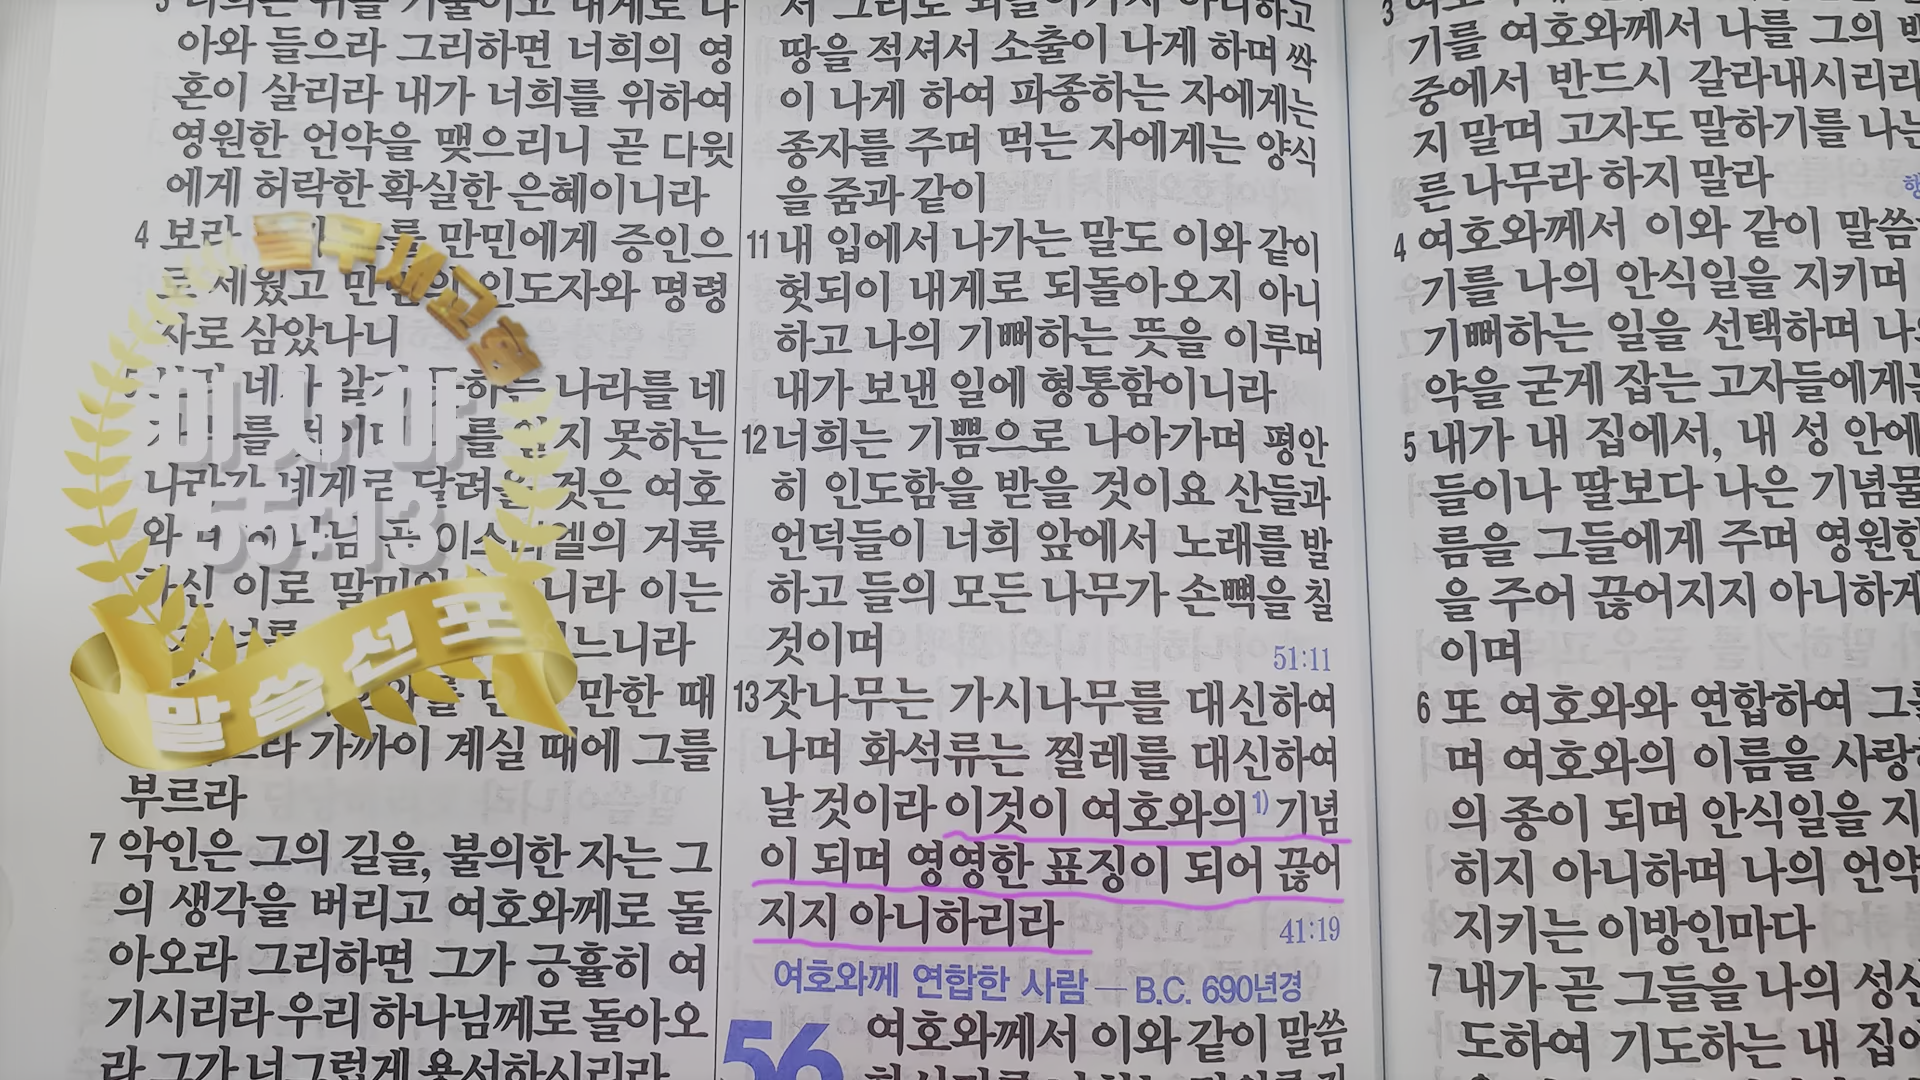 아와 들으라 그리하면 너희의 영
혼이 살리라 내가 너희를 위하여
영원한 언약을 맺으리니 곧 다윗
에게 허락한 확실한 은혜이니라
4 보라 를 만민에게 증인으
로 세웠고 만 인도자와 명령
자로 삼았나니
나라를 네
지 못하는
나라가 네게로 달려올 것은 여호
와 이스라엘의 거룩
하신 이로 말미암 니라 이는
느니라
만한 때
가까이 계실 때에 그를
부르라
7 악인은 그의 길을, 불의한 자는 그
의 생각을 버리고 여호와께로 돌
아오라 그리하면 그가 긍휼히 여
기시리라 우리 하나님께로 돌아오
라 그가 너그럽게 용서하시리라
이사야
55:13
말씀선포
땅을 적셔서 소출이 나게 하며 싹
이 나게 하여 파종하는 자에게는
종자를 주며 먹는 자에게는 양식
을 줌과 같이
11 내 입에서 나가는 말도 이와 같이
헛되이 내게로 되돌아오지 아니
하고 나의 기뻐하는 뜻을 이루며
내가 보낸 일에 형통함이니라
12 너희는 기쁨으로 나아가며 평안
히 인도함을 받을 것이요 산들과
언덕들이 너희 앞에서 노래를 발
하고 들의 모든 나무가 손뼉을 칠
것이며 51:11
13 잣나무는 가시나무를 대신하여
나며 화석류는 찔레를 대신하여
날 것이라 이것이 여호와의 1) 기념
이 되며 영영한 표징이 되어 끊어
지지 아니하리라 41:19
여호와께 연합한 사람 — B.C. 690년경
56 여호와께서 이와 같이 말씀
기를 여호와께서 나를 그의 백
중에서 반드시 갈라내시리라
지 말며 고자도 말하기를 나는
른 나무라 하지 말라
4 여호와께서 이와 같이 말씀
기를 나의 안식일을 지키며
기뻐하는 일을 선택하며 나
약을 굳게 잡는 고자들에게는
5 내가 내 집에서, 내 성 안에
들이나 딸보다 나은 기념물
름을 그들에게 주며 영원한
을 주어 끊어지지 아니하게
이며
6 또 여호와와 연합하여 그를
며 여호와의 이름을 사랑
의 종이 되며 안식일을 지
히지 아니하며 나의 언약
지키는 이방인마다
7 내가 곧 그들을 나의 성산
도하여 기도하는 내 집에